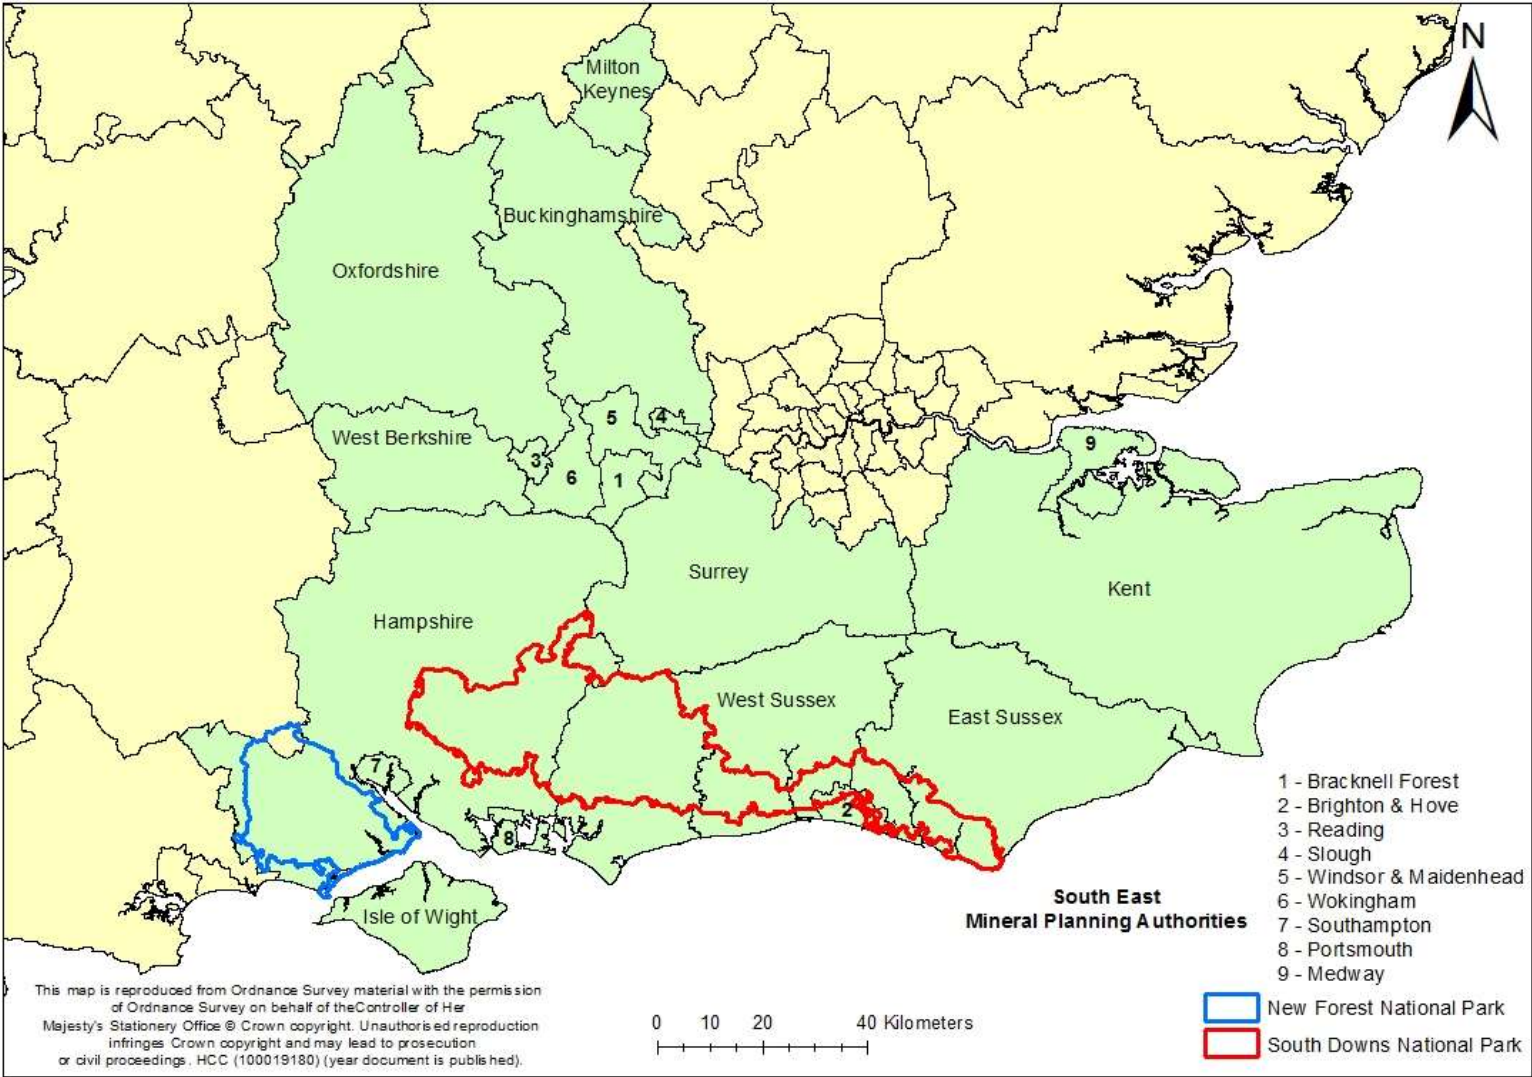 N
Milton
Keynes
Buckinghamshire
Oxfordshire
West Berkshire
5
4
3
6
1
9
Surrey
Kent
Hampshire
West Sussex
East Sussex
7
8
2
Isle of Wight
South East
Mineral Planning Authorities
1 - Bracknell Forest
2 - Brighton & Hove
3 - Reading
4 - Slough
5 - Windsor & Maidenhead
6 - Wokingham
7 - Southampton
8 - Portsmouth
9 - Medway
New Forest National Park
South Downs National Park
0 10 20 40 Kilometers
This map is reproduced from Ordnance Survey material with the permission
of Ordnance Survey on behalf of theController of Her
Majesty's Stationery Office © Crown copyright. Unauthorised reproduction
infringes Crown copyright and may lead to prosecution
or civil proceedings. HCC (100019180) (year document is published).